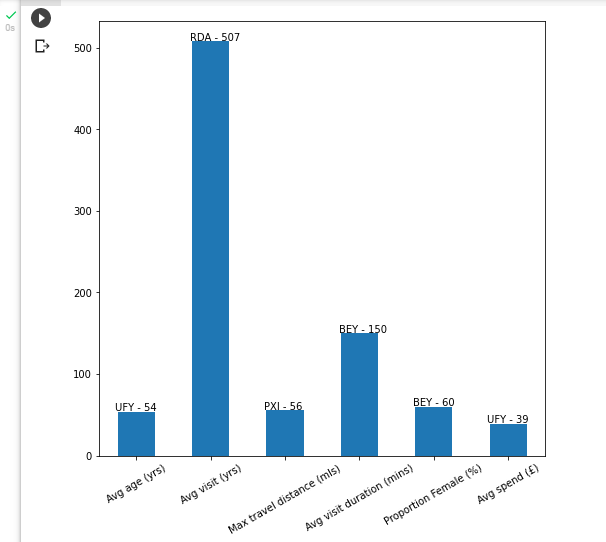 0s
500
400
300
200
100
0
UFY - 54
RDA - 507
PXI - 56
BEY - 150
BEY - 60
UFY - 39
Avg age (yrs)
Avg visit (yrs)
Max travel distance (mls)
Avg visit duration (mins)
Proportion Female (%)
Avg spend (£)